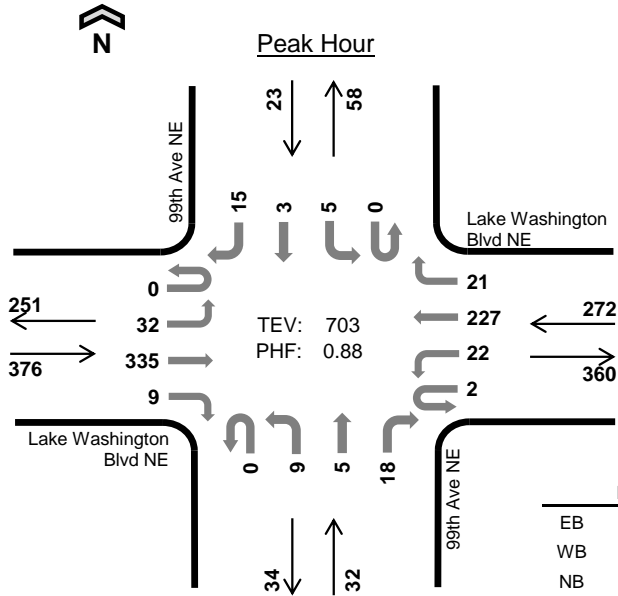 N
Peak Hour
23
58
99th Ave NE
15
3
5
0
Lake Washington
Blvd NE
0
21
251
32
TEV: 703
227
272
376
335
PHF: 0.88
22
360
9
2
Lake Washington
Blvd NE
0
9
5
18
99th Ave NE
34
32
EB
WB
NB